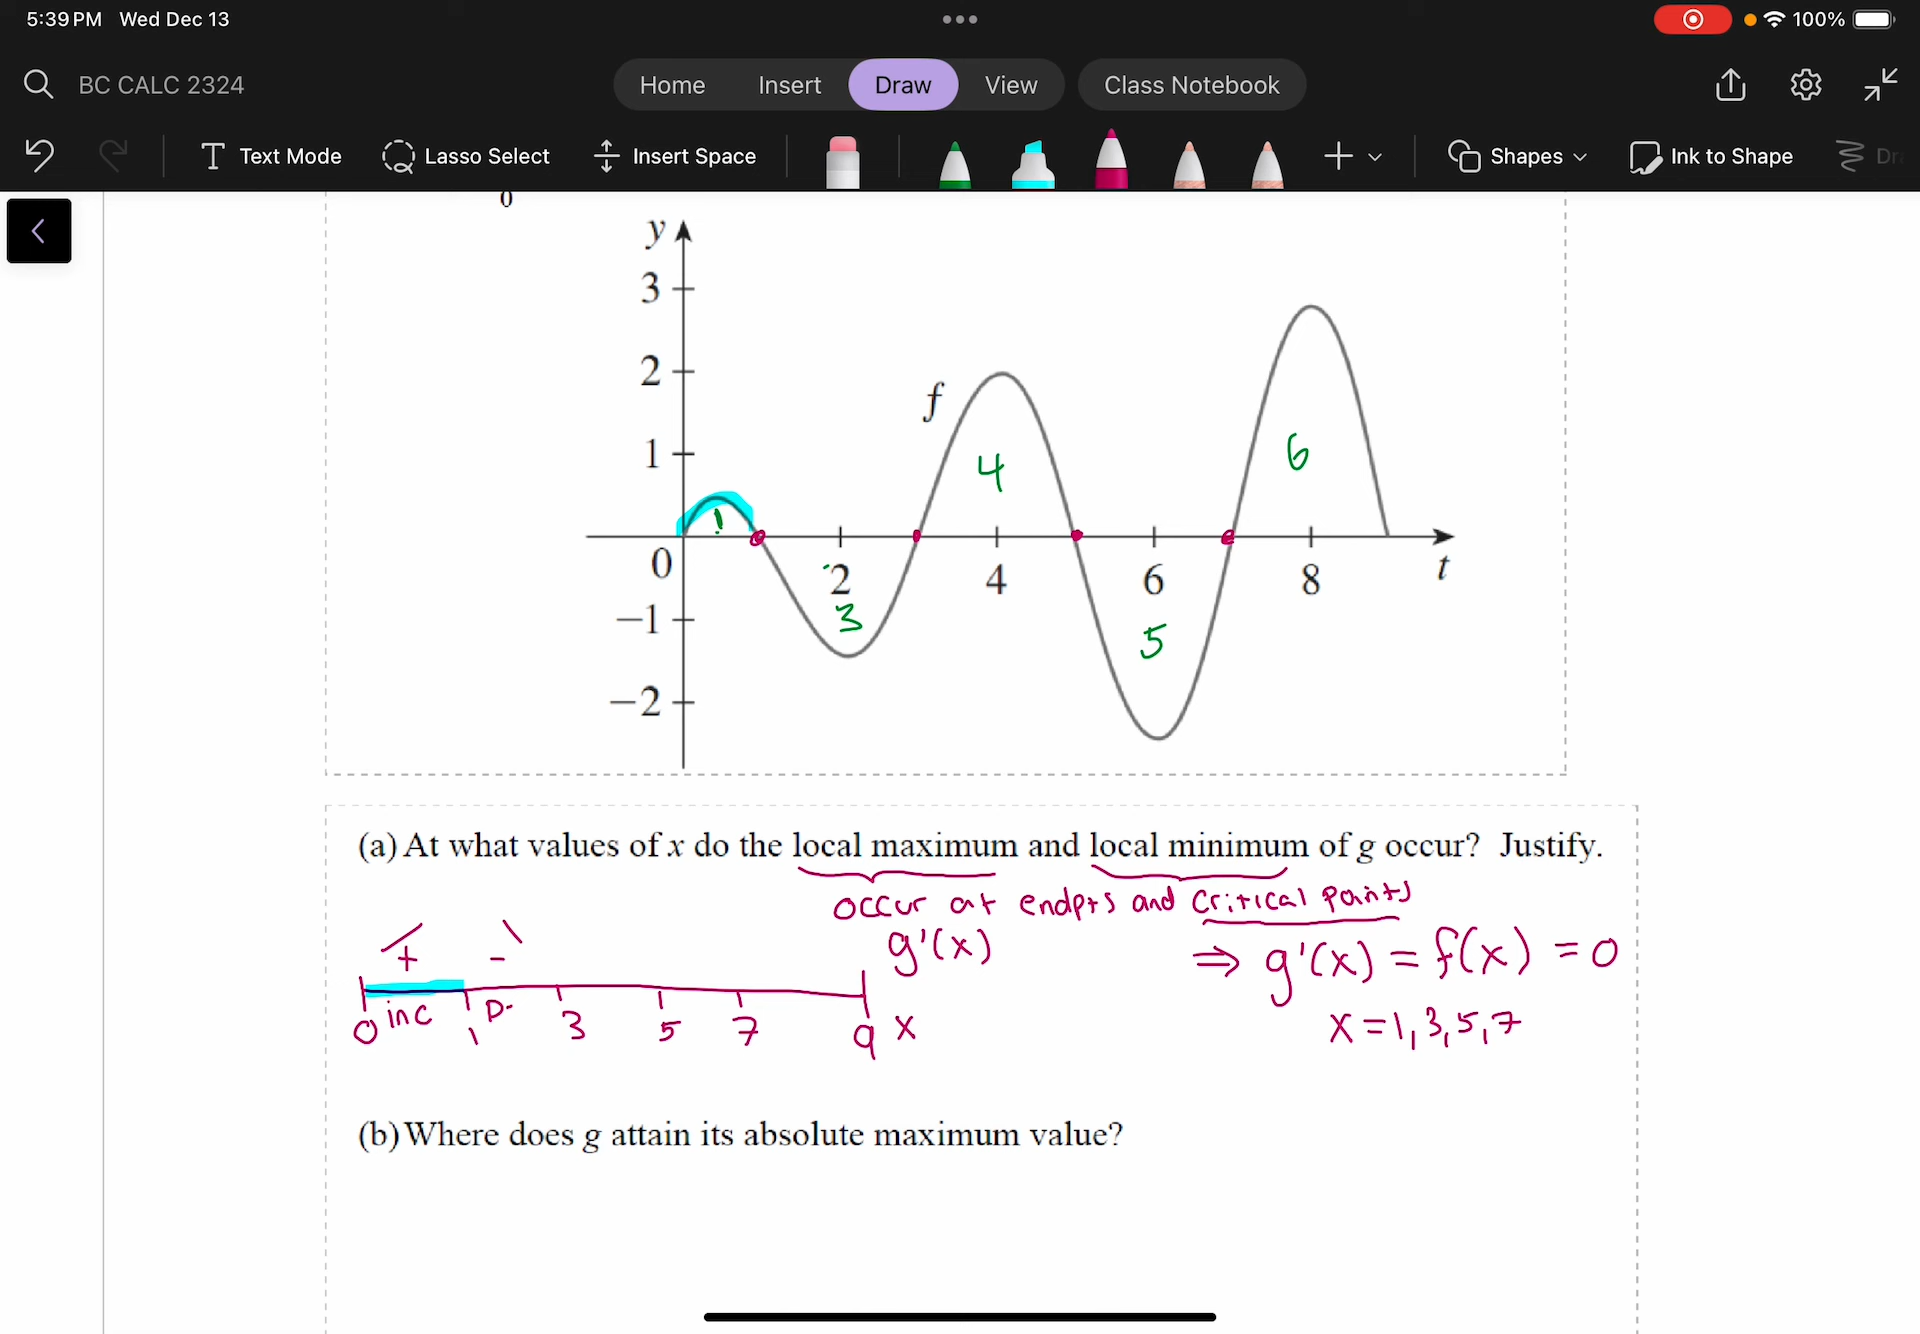 5:39 PM Wed Dec 13
100%
BC CALC 2324
Home Insert Draw View Class Notebook
Text Mode Lasso Select Insert Space Shapes Ink to Shape Dr
0
y
3
2
f
1
4
6
1
0
2
4
6
8
t
3
−1
5
−2
(a) At what values of x do the local maximum and local minimum of g occur? Justify.
occur at endpts and critical points
+ - g'(x) ⇒ g'(x) = f(x) = 0
0 inc 1 D 3 5 7 9 x
x = 1, 3, 5, 7
(b) Where does g attain its absolute maximum value?